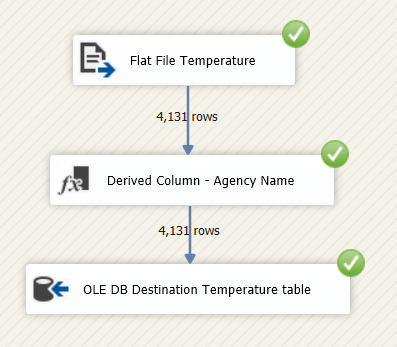 Flat File Temperature
4,131 rows
Derived Column - Agency Name
4,131 rows
OLE DB Destination Temperature table